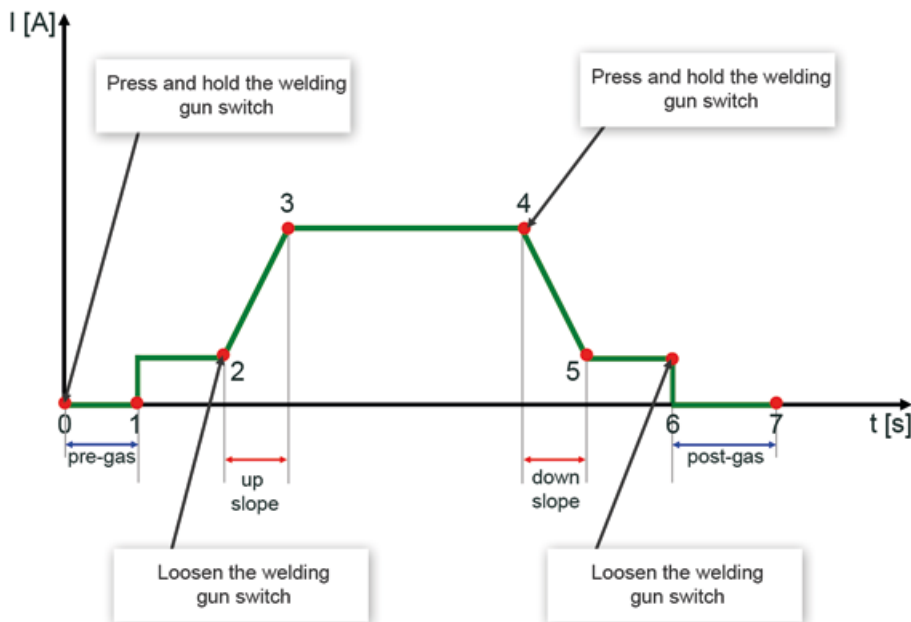 I [A]
Press and hold the welding
gun switch
Press and hold the welding
gun switch
3
4
2
5
0
1
6
7
t [s]
pre-gas
up
slope
down
slope
post-gas
Loosen the welding
gun switch
Loosen the welding
gun switch